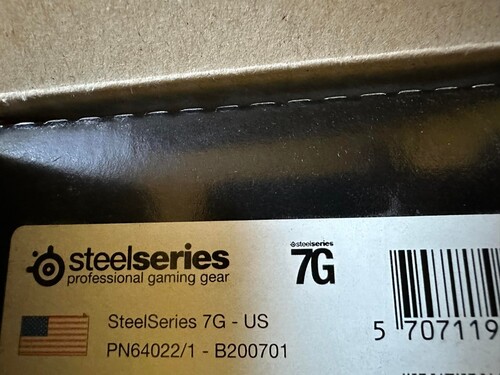 steelseries
professional gaming gear
steelseries
7G
SteelSeries 7G - US
PN64022/1 - B200701
5 707119